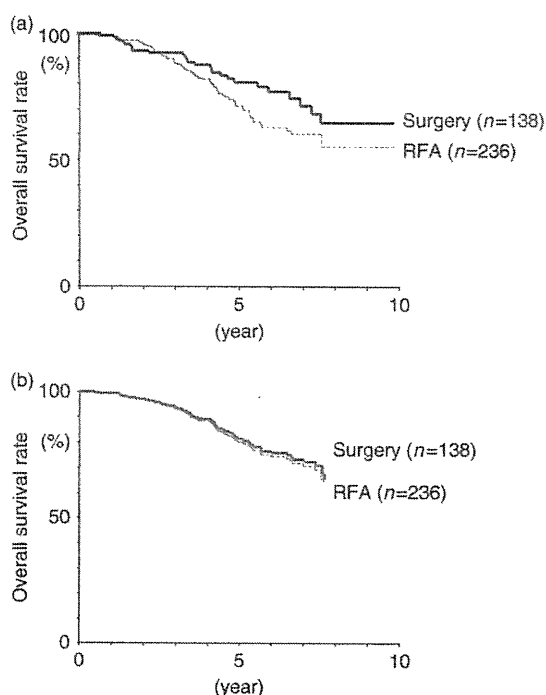 (a)
100
(%)
50
0
Overall survival rate
Surgery (n=138)
RFA (n=236)
0 5 10
(year)
(b)
100
(%)
50
0
Overall survival rate
Surgery (n=138)
RFA (n=236)
0 5 10
(year)